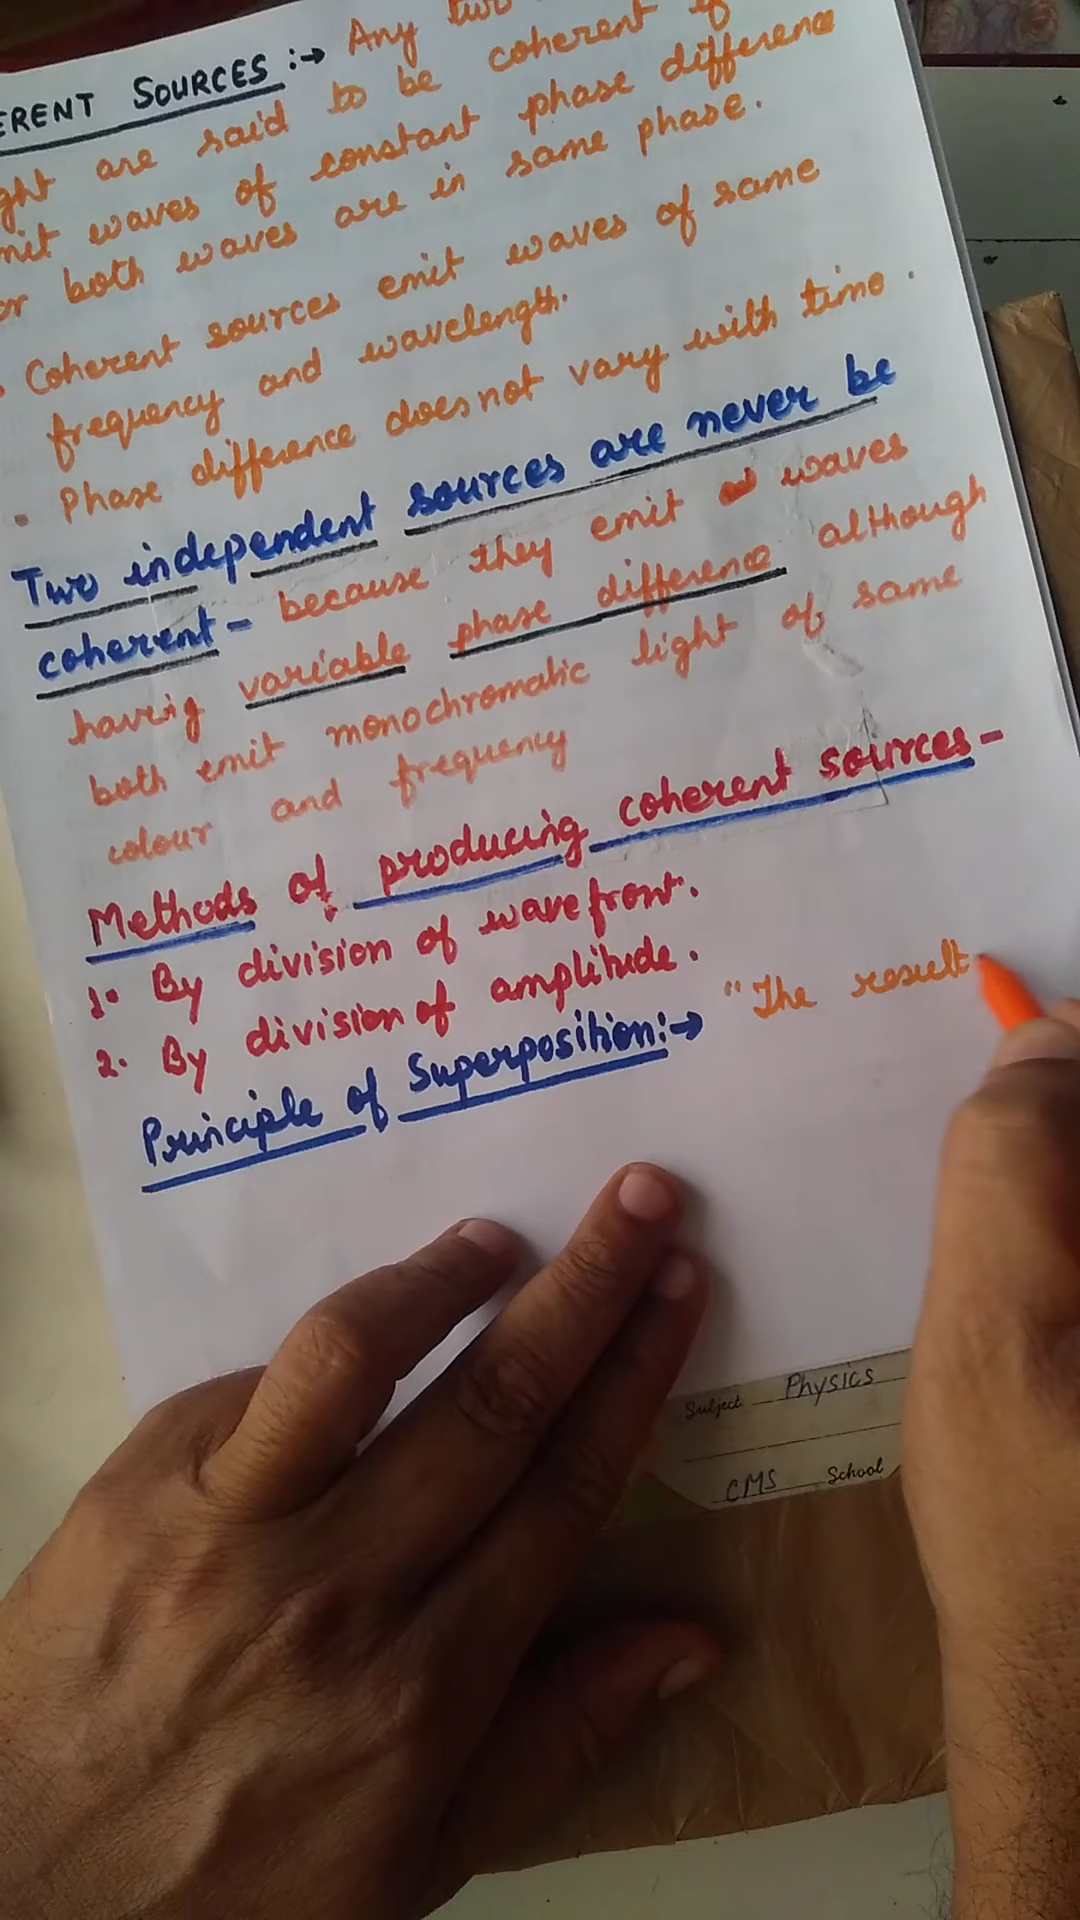 ERENT SOURCES :→ Any two
ght are said to be coherent if
mit waves of constant phase difference
or both waves are in same phase.
Coherent sources emit waves of same
frequency and wavelength.
• Phase difference does not vary with time.
Two independent sources are never be
coherent - because they emit waves
having variable phase difference although
both emit monochromatic light of same
colour and frequency
Methods of producing coherent sources -
1. By division of wavefront.
2. By division of amplitude.
Principle of Superposition :→ "The result
Subject Physics
CMS School